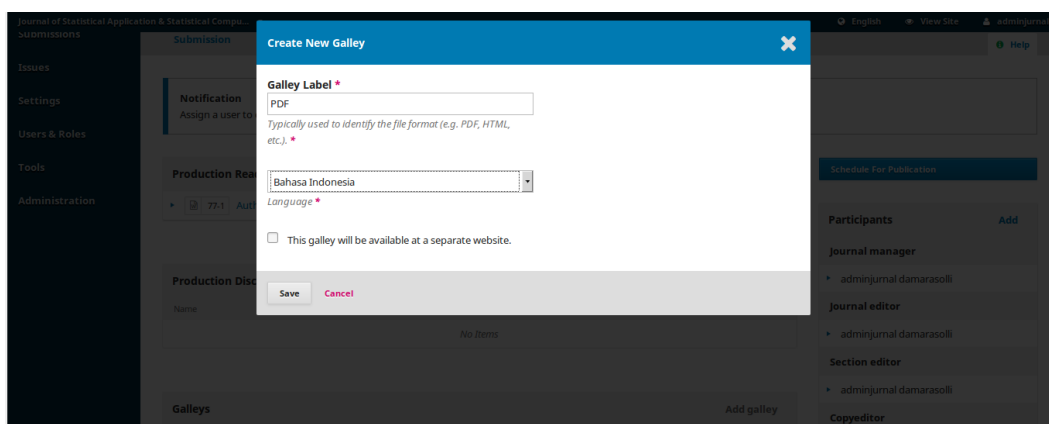 Journal of Statistical Application & Statistical Compu...
English
View Site
adminjurnal
Submissions
Issues
Settings
Users & Roles
Tools
Administration
Submission
Help
Notification
Assign a user to
Production Rea
77-1 Auth
Production Disc
Name
No Items
Galleys
Add galley
Create New Galley
Galley Label *
PDF
Typically used to identify the file format (e.g. PDF, HTML,
etc.). *
Bahasa Indonesia
Language *
This galley will be available at a separate website.
Save
Cancel
Schedule For Publication
Participants
Add
Journal manager
adminjurnal damarasolli
Journal editor
adminjurnal damarasolli
Section editor
adminjurnal damarasolli
Copyeditor